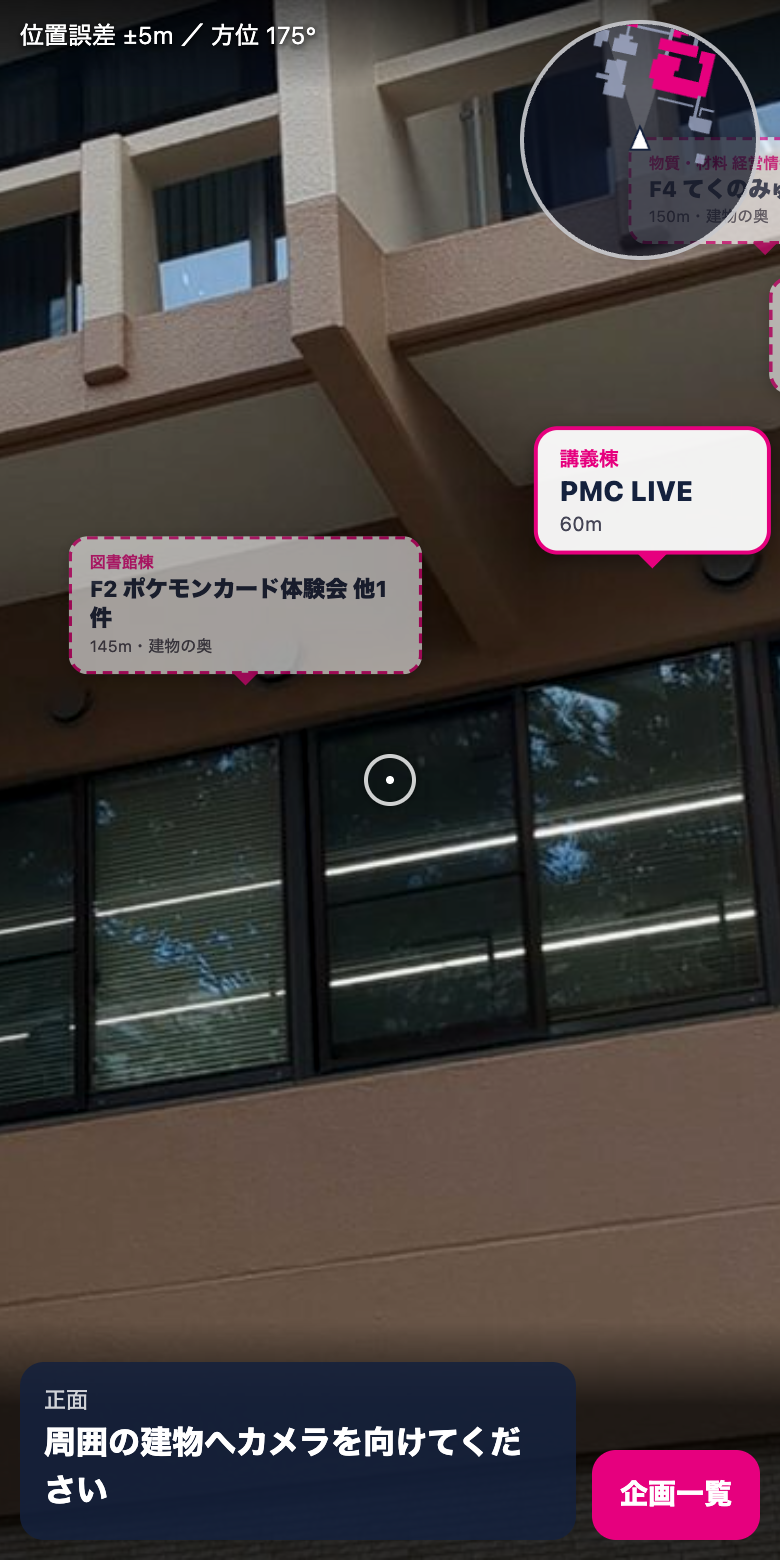 位置誤差 ±5m ／ 方位 175°
物質・材料 経営情
F4 てくのみゅ
150m・建物の奥
講義棟
PMC LIVE
60m
図書館棟
F2 ポケモンカード体験会 他1
件
145m・建物の奥
正面
周囲の建物へカメラを向けてくだ
さい
企画一覧